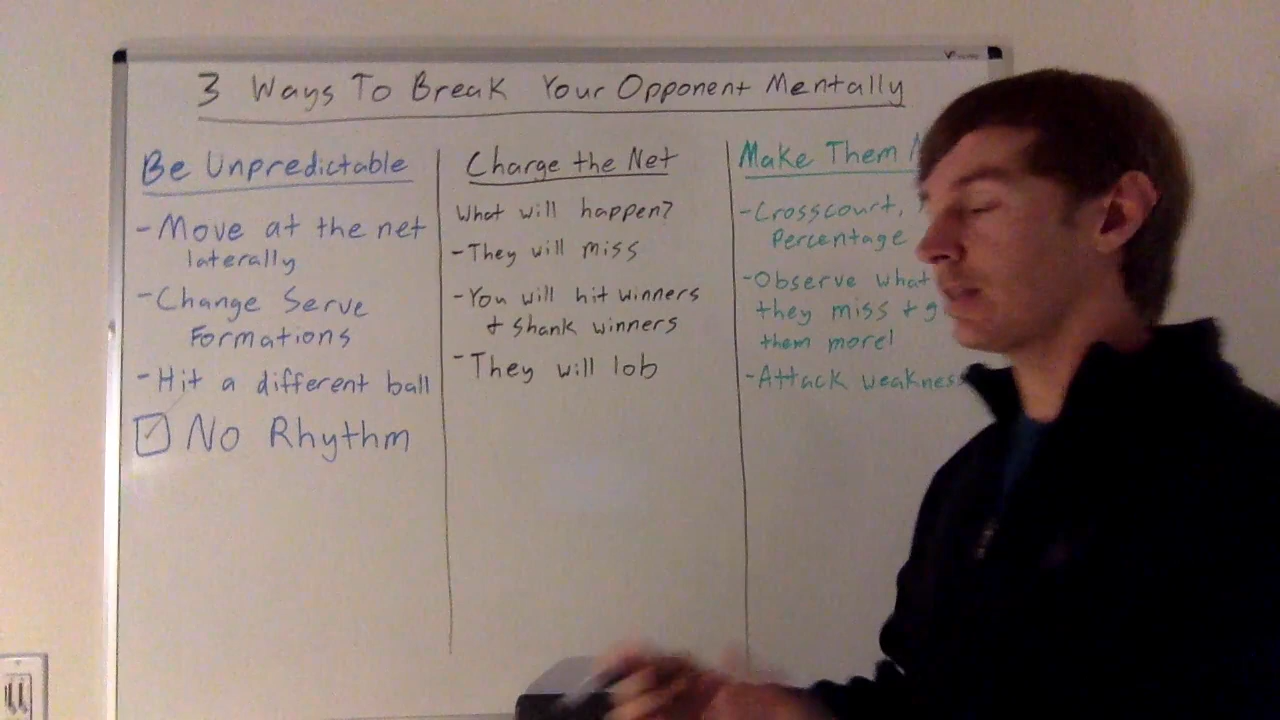 3 Ways To Break Your Opponent Mentally
Be Unpredictable
- Move at the net
laterally
- Change Serve
Formations
- Hit a different ball
No Rhythm
Charge the Net
What will happen?
- They will miss
- You will hit winners
+ shank winners
- They will lob
Make Them
- Crosscourt,
Percentage
- Observe what
they miss +
them more!
- Attack